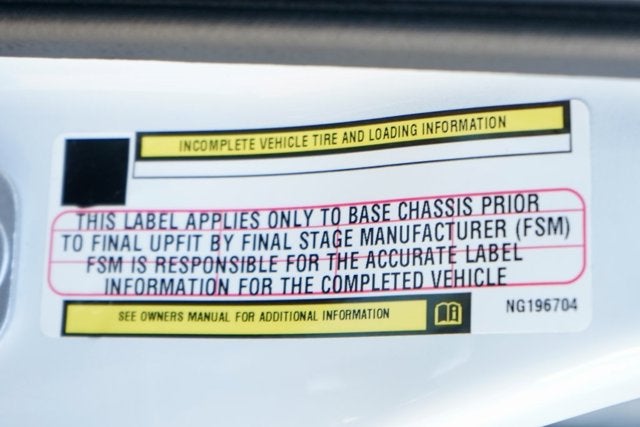 INCOMPLETE VEHICLE TIRE AND LOADING INFORMATION
THIS LABEL APPLIES ONLY TO BASE CHASSIS PRIOR
TO FINAL UPFIT BY FINAL STAGE MANUFACTURER (FSM)
FSM IS RESPONSIBLE FOR THE ACCURATE LABEL
INFORMATION FOR THE COMPLETED VEHICLE
SEE OWNERS MANUAL FOR ADDITIONAL INFORMATION
NG196704